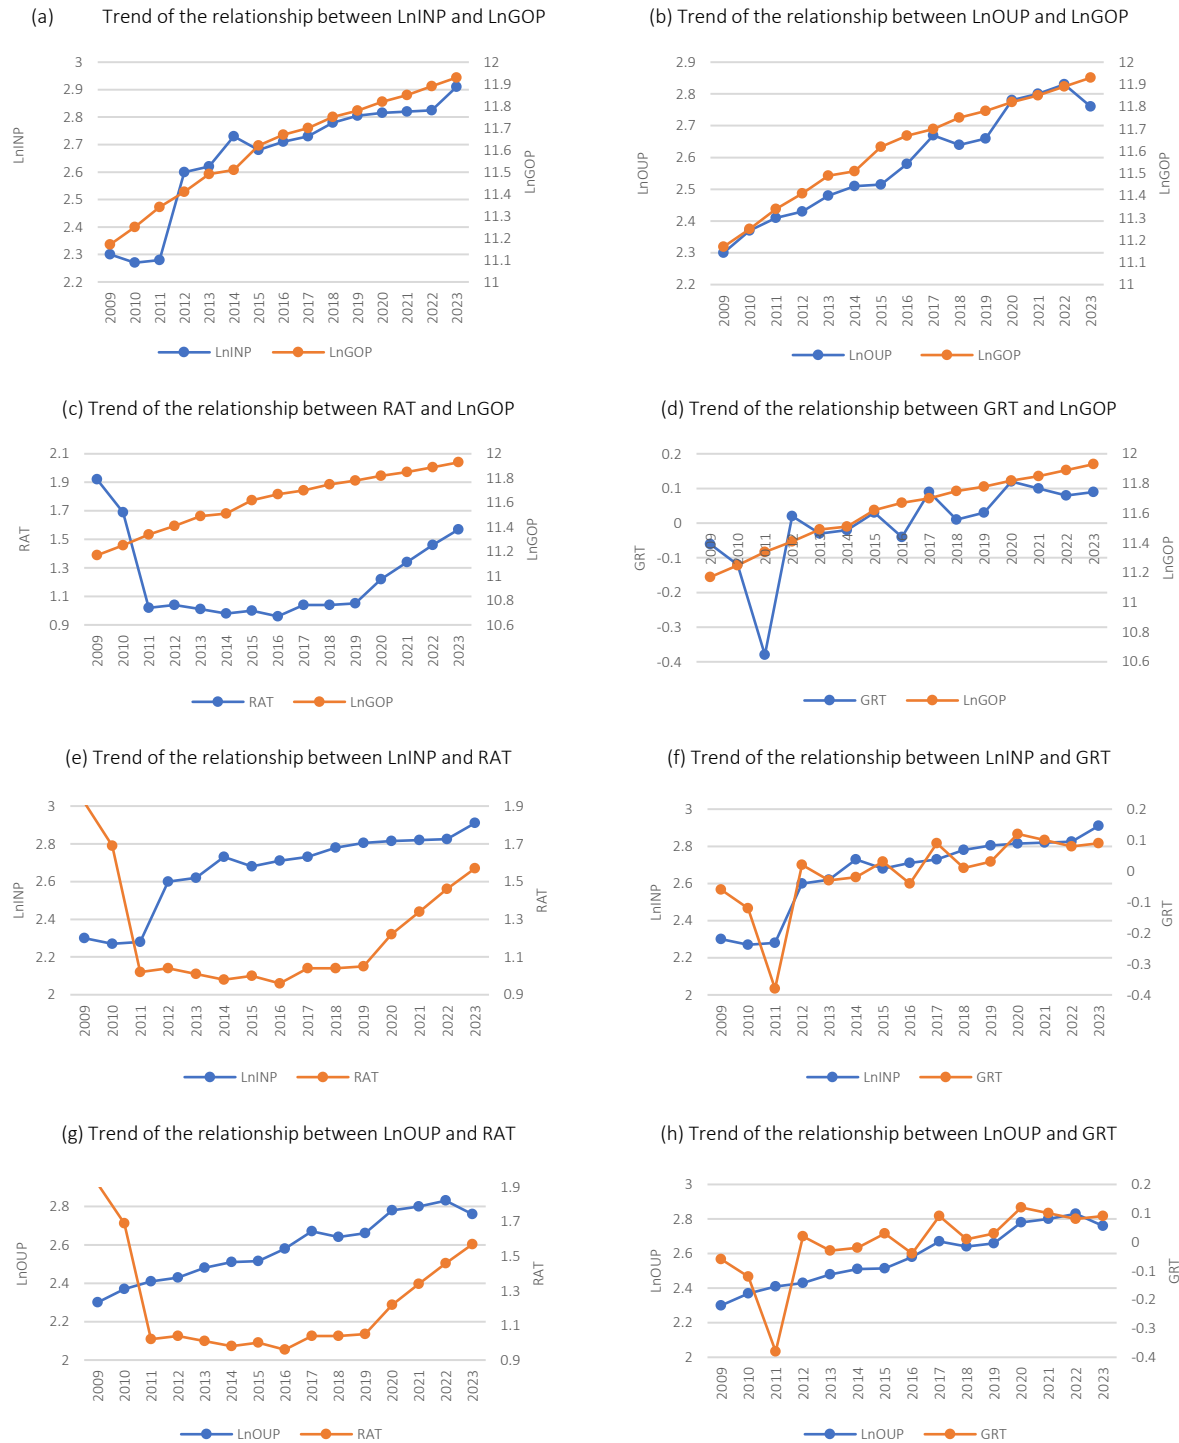 (a) Trend of the relationship between LnINP and LnGOP
3
2.9
2.8
2.7
2.6
2.5
2.4
2.3
2.2
LnINP
12
11.9
11.8
11.7
11.6
11.5
11.4
11.3
11.2
11.1
11
LnGOP
2009 2010 2011 2012 2013 2014 2015 2016 2017 2018 2019 2020 2021 2022 2023
LnINP LnGOP
(b) Trend of the relationship between LnOUP and LnGOP
2.9
2.8
2.7
2.6
2.5
2.4
2.3
2.2
LnOUP
12
11.9
11.8
11.7
11.6
11.5
11.4
11.3
11.2
11.1
11
LnGOP
2009 2010 2011 2012 2013 2014 2015 2016 2017 2018 2019 2020 2021 2022 2023
LnOUP LnGOP
(c) Trend of the relationship between RAT and LnGOP
2.1
1.9
1.7
1.5
1.3
1.1
0.9
RAT
12
11.8
11.6
11.4
11.2
11
10.8
10.6
LnGOP
2009 2010 2011 2012 2013 2014 2015 2016 2017 2018 2019 2020 2021 2022 2023
RAT LnGOP
(d) Trend of the relationship between GRT and LnGOP
0.2
0.1
0
-0.1
-0.2
-0.3
-0.4
GRT
12
11.8
11.6
11.4
11.2
11
10.8
10.6
LnGOP
2009 2010 2011 2012 2013 2014 2015 2016 2017 2018 2019 2020 2021 2022 2023
GRT LnGOP
(e) Trend of the relationship between LnINP and RAT
3
2.8
2.6
2.4
2.2
2
LnINP
1.9
1.7
1.5
1.3
1.1
0.9
RAT
2009 2010 2011 2012 2013 2014 2015 2016 2017 2018 2019 2020 2021 2022 2023
LnINP RAT
(f) Trend of the relationship between LnINP and GRT
3
2.8
2.6
2.4
2.2
2
LnINP
0.2
0.1
0
-0.1
-0.2
-0.3
-0.4
GRT
2009 2010 2011 2012 2013 2014 2015 2016 2017 2018 2019 2020 2021 2022 2023
LnINP GRT
(g) Trend of the relationship between LnOUP and RAT
2.8
2.6
2.4
2.2
2
LnOUP
1.9
1.7
1.5
1.3
1.1
0.9
RAT
2009 2010 2011 2012 2013 2014 2015 2016 2017 2018 2019 2020 2021 2022 2023
LnOUP RAT
(h) Trend of the relationship between LnOUP and GRT
3
2.8
2.6
2.4
2.2
2
LnOUP
0.2
0.1
0
-0.1
-0.2
-0.3
-0.4
GRT
2009 2010 2011 2012 2013 2014 2015 2016 2017 2018 2019 2020 2021 2022 2023
LnOUP GRT